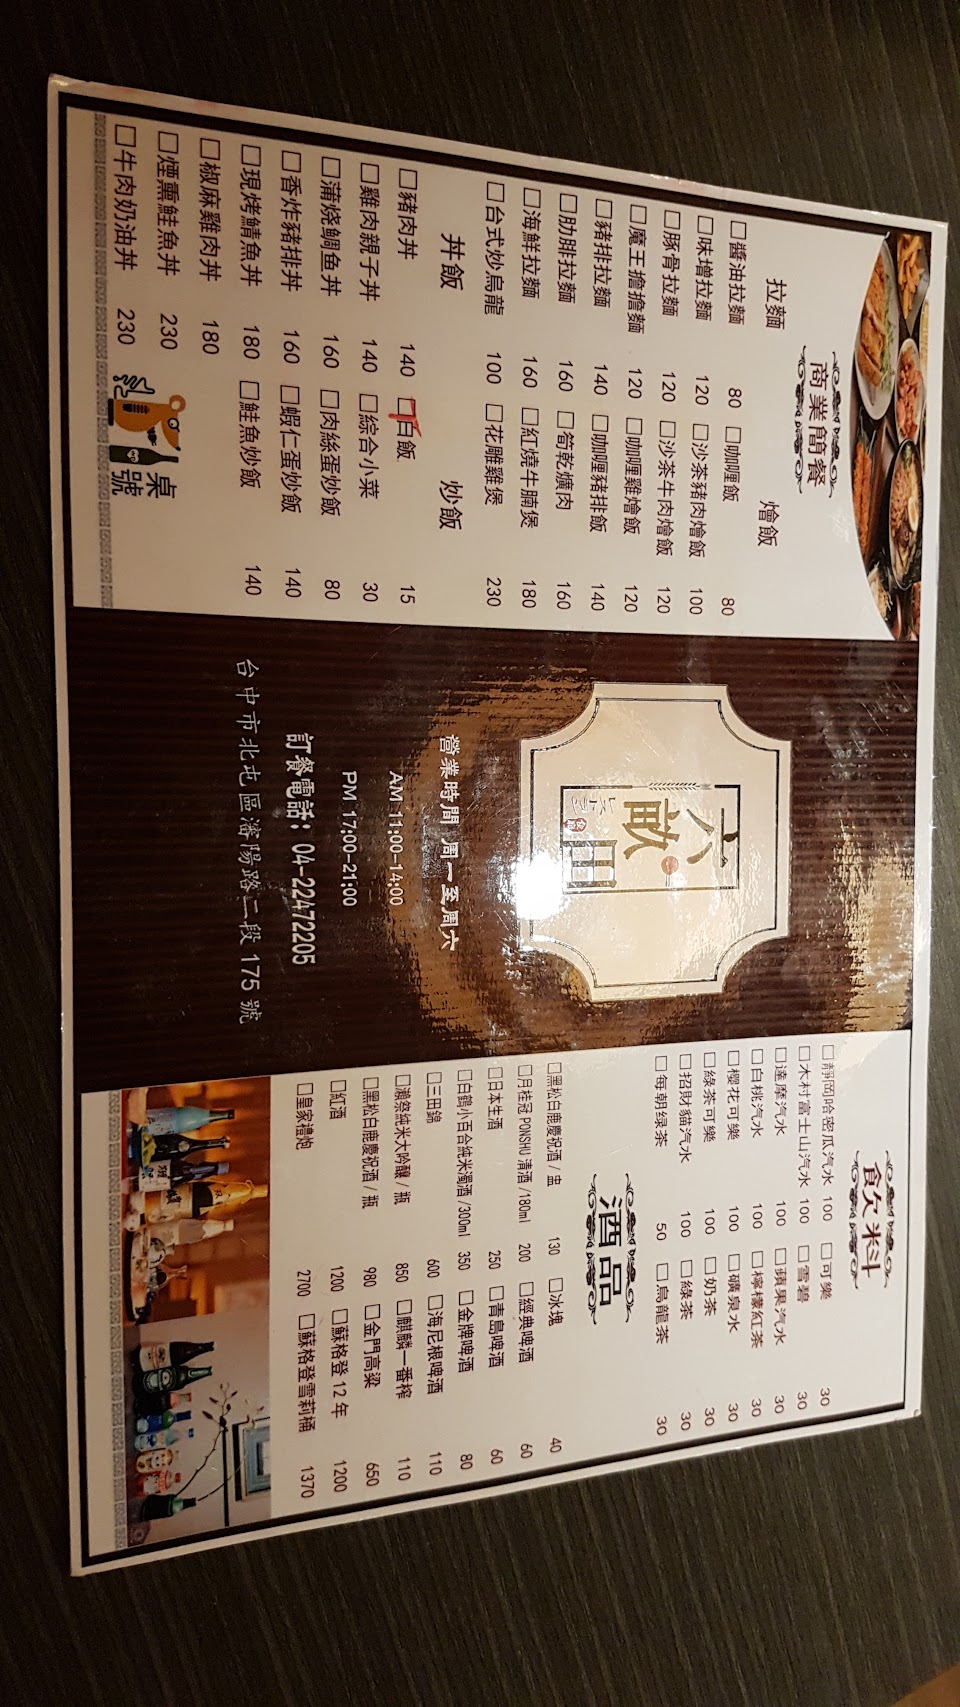 商業簡餐
拉麵
□醬油拉麵 80
□味增拉麵 120
□豚骨拉麵 120
□魔王擔擔麵 120
□豬排拉麵 140
□肋腓拉麵 160
□海鮮拉麵 160
□台式炒烏龍 100
燴飯
□咖喱飯 80
□沙茶豬肉燴飯 100
□沙茶牛肉燴飯 120
□咖喱雞燴飯 120
□咖喱豬排飯 140
□筍乾爌肉 160
□紅燒牛腩煲 180
□花雕雞煲 230
丼飯
□豬肉丼 140
□雞肉親子丼 140
□蒲烧鲷鱼丼 160
□香炸豬排丼 160
□現烤鯖魚丼 180
□椒麻雞肉丼 180
□煙熏鮭魚丼 230
□牛肉奶油丼 230
炒飯
□白飯 15
□綜合小菜 30
□肉絲蛋炒飯 80
□蝦仁蛋炒飯 140
□鮭魚炒飯 140
桌號
六畝田
營業時間 周一至周六
AM 11:00-14:00
PM 17:00-21:00
訂餐電話: 04-22472205
台中市北屯區瀋陽路二段 175 號
飲料
□靜岡哈密瓜汽水 100
□木村富士山汽水 100
□達摩汽水 100
□白桃汽水 100
□櫻花可樂 100
□綠茶可樂 100
□招財貓汽水 100
□每朝绿茶 50
□可樂 30
□雪碧 30
□蘋果汽水 30
□檸檬紅茶 30
□礦泉水 30
□奶茶 30
□綠茶 30
□烏龍茶 30
酒品
□黑松白鹿慶祝酒 / 盅 130
□月桂冠 PONSHU 清酒 /180ml 200
□日本生酒 250
□白鶴小百合純米濁酒 /300ml 350
□三田錦 600
□瀨祭純米大吟釀 / 瓶 850
□黑松白鹿慶祝酒 / 瓶 980
□紅酒 1200
□皇家禮炮 2700
□冰塊 40
□經典啤酒 60
□青島啤酒 60
□金牌啤酒 80
□海尼根啤酒 110
□麒麟一番榨 110
□金門高粱 650
□蘇格登 12 年 1200
□蘇格登雪莉桶 1370